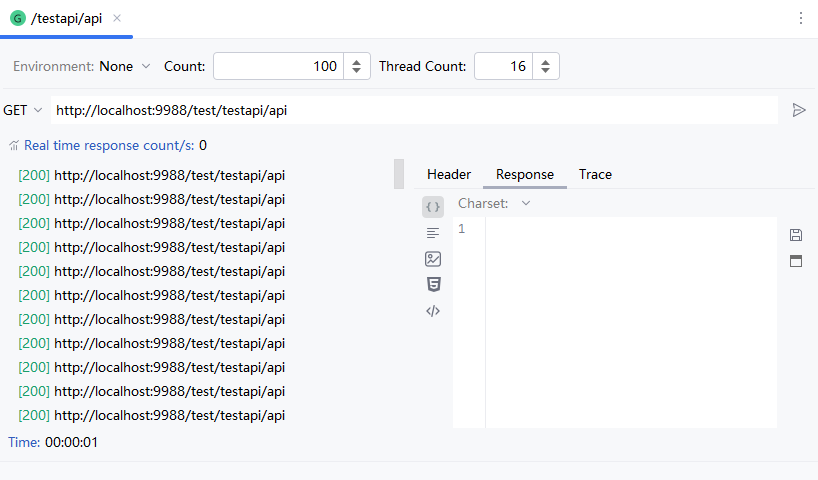 G /testapi/api
Environment: None Count: 100 Thread Count: 16
GET http://localhost:9988/test/testapi/api
Real time response count/s: 0
[200] http://localhost:9988/test/testapi/api
[200] http://localhost:9988/test/testapi/api
[200] http://localhost:9988/test/testapi/api
[200] http://localhost:9988/test/testapi/api
[200] http://localhost:9988/test/testapi/api
[200] http://localhost:9988/test/testapi/api
[200] http://localhost:9988/test/testapi/api
[200] http://localhost:9988/test/testapi/api
[200] http://localhost:9988/test/testapi/api
[200] http://localhost:9988/test/testapi/api
[200] http://localhost:9988/test/testapi/api
Time: 00:00:01
Header Response Trace
Charset:
1